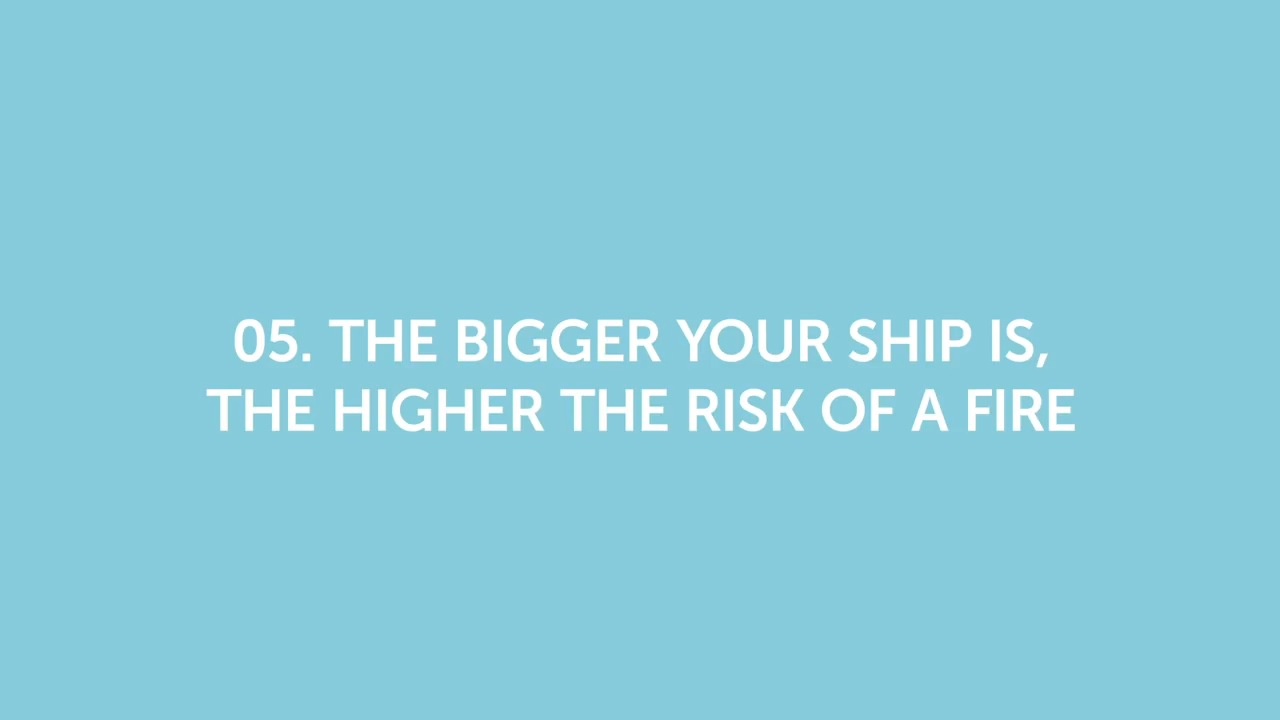 05. THE BIGGER YOUR SHIP IS,
THE HIGHER THE RISK OF A FIRE